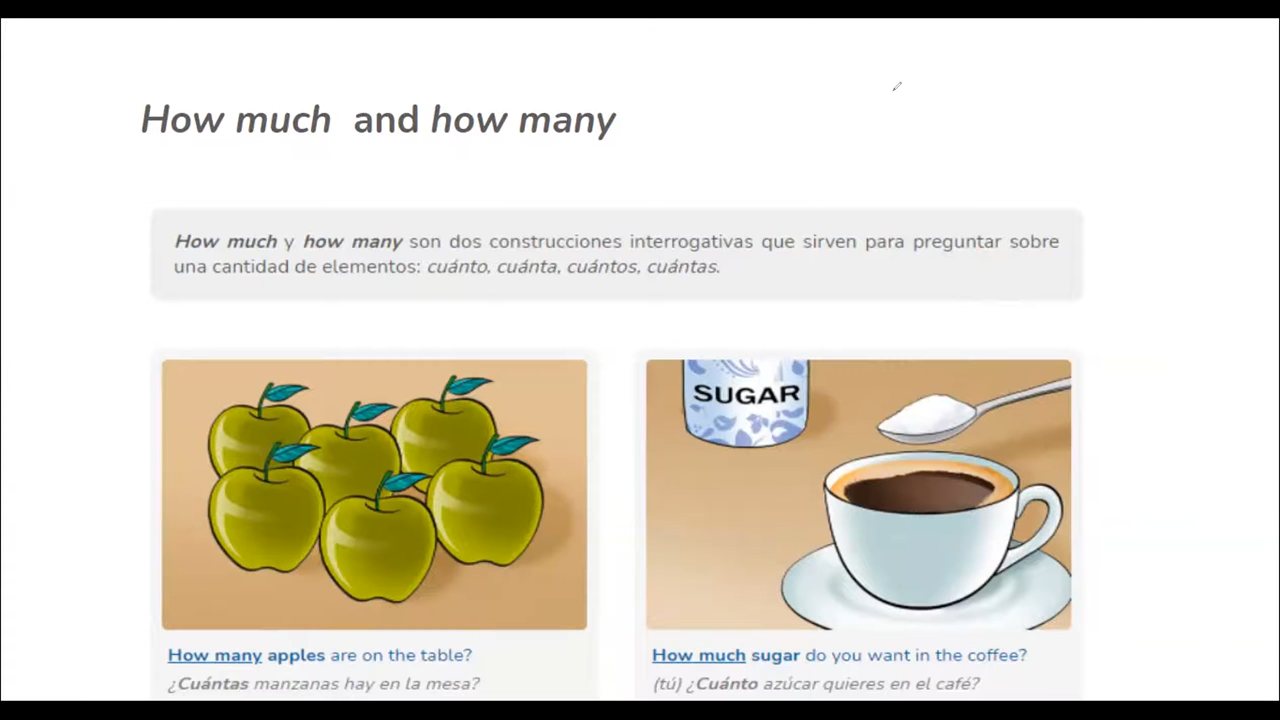 How much and how many
How much y how many son dos construcciones interrogativas que sirven para preguntar sobre
una cantidad de elementos: cuánto, cuánta, cuántos, cuántas.
SUGAR
How many apples are on the table?
¿Cuántas manzanas hay en la mesa?
How much sugar do you want in the coffee?
(tú) ¿Cuánto azúcar quieres en el café?